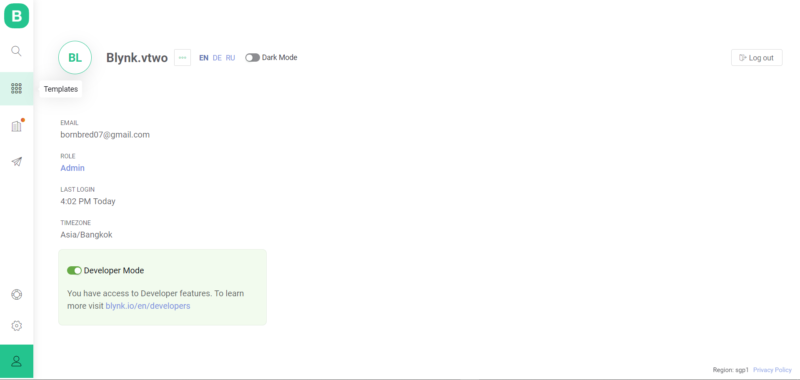 B
BL
Blynk.vtwo
EN DE RU
Dark Mode
Log out
Templates
EMAIL
bornbred07@gmail.com
ROLE
Admin
LAST LOGIN
4:02 PM Today
TIMEZONE
Asia/Bangkok
Developer Mode
You have access to Developer features. To learn
more visit blynk.io/en/developers
Region: sgp1 Privacy Policy